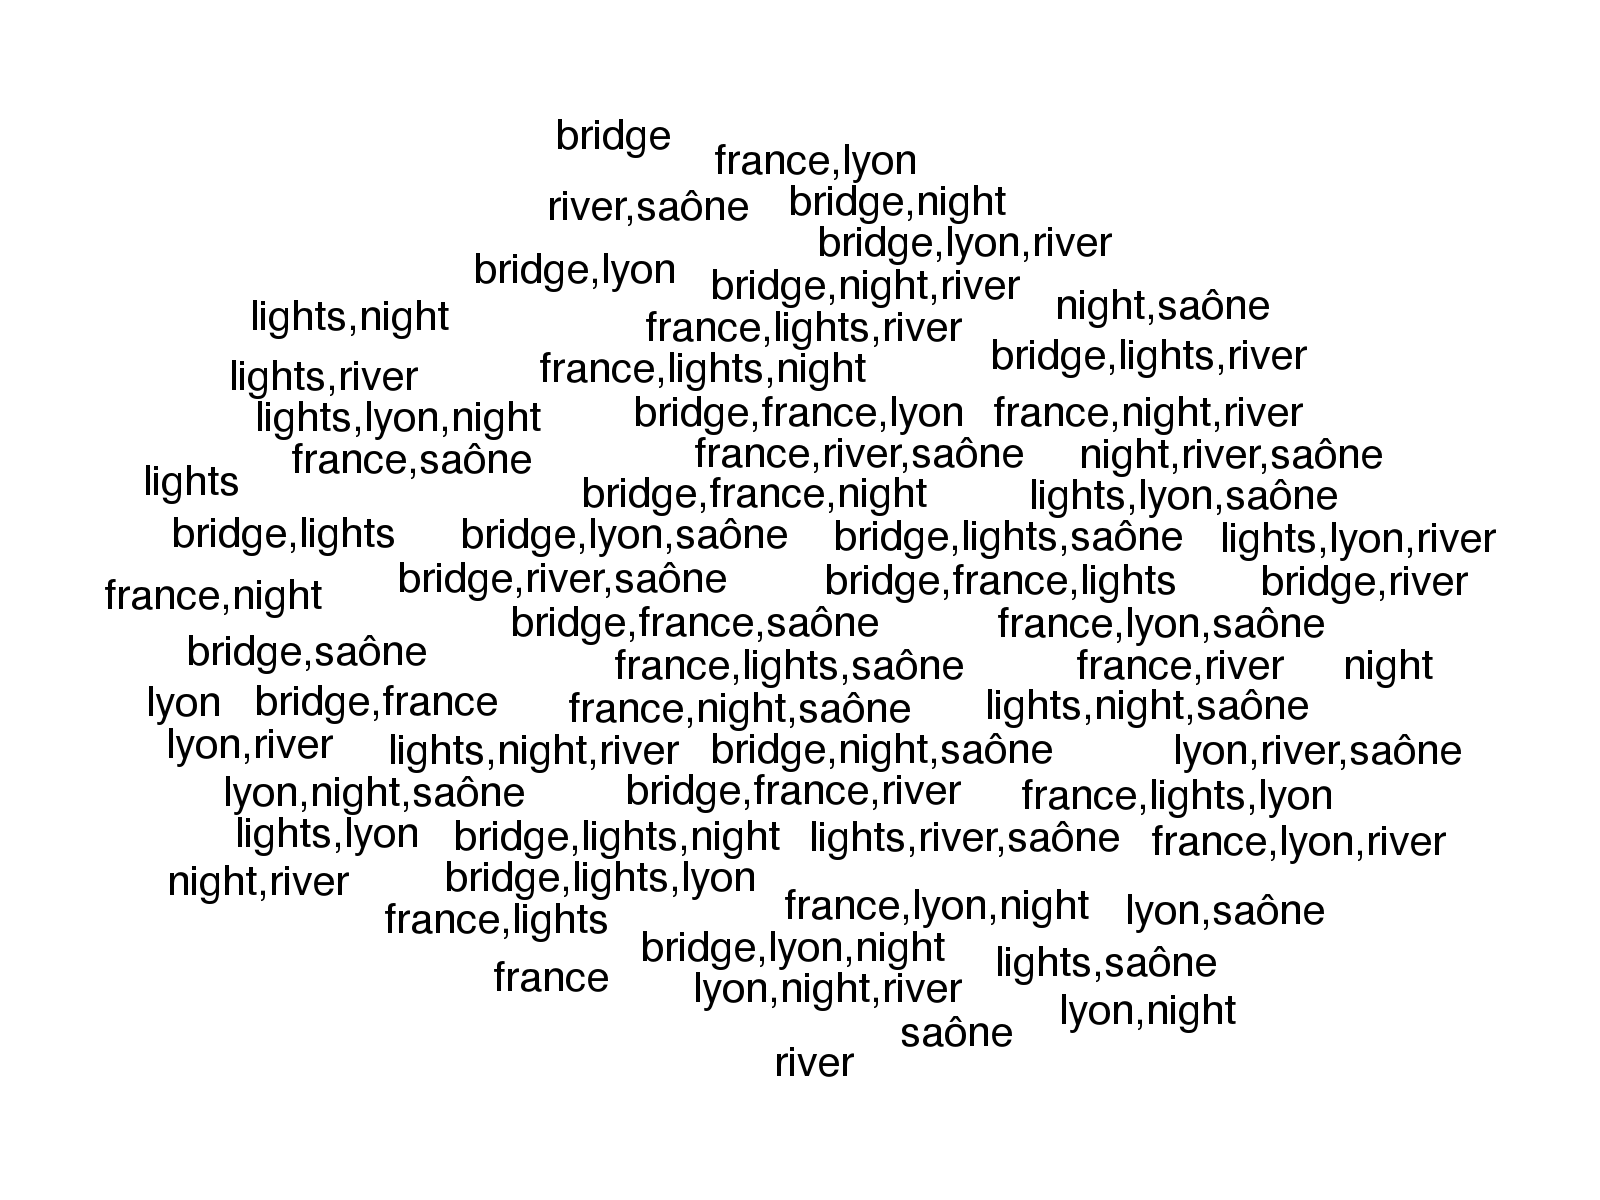 bridge
france,lyon
river,saône
bridge,night
bridge,lyon,river
bridge,lyon
bridge,night,river
night,saône
lights,night
france,lights,river
bridge,lights,river
lights,river
france,lights,night
lights,lyon,night
bridge,france,lyon
france,night,river
france,saône
france,river,saône
night,river,saône
lights
bridge,france,night
lights,lyon,saône
bridge,lights
bridge,lyon,saône
bridge,lights,saône
lights,lyon,river
france,night
bridge,river,saône
bridge,france,lights
bridge,river
bridge,france,saône
france,lyon,saône
bridge,saône
france,lights,saône
france,river
night
lyon
bridge,france
france,night,saône
lights,night,saône
lyon,river
lights,night,river
bridge,night,saône
lyon,river,saône
lyon,night,saône
bridge,france,river
france,lights,lyon
lights,lyon
bridge,lights,night
lights,river,saône
france,lyon,river
night,river
bridge,lights,lyon
france,lyon,night
lyon,saône
france,lights
bridge,lyon,night
lights,saône
france
lyon,night,river
lyon,night
saône
river